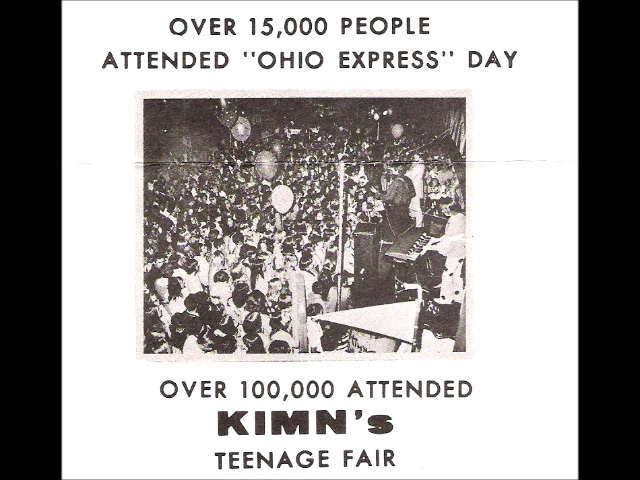 OVER 15,000 PEOPLE
ATTENDED "OHIO EXPRESS" DAY
OVER 100,000 ATTENDED
KIMN's
TEENAGE FAIR